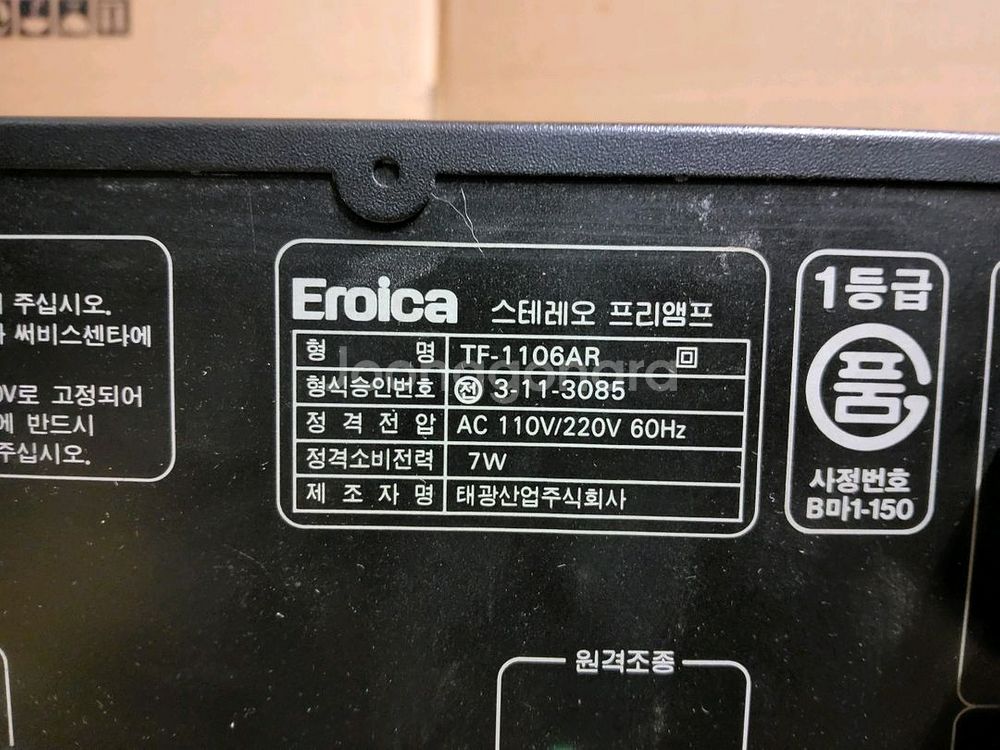 주십시오.
써비스센타에
0V로 고정되어
에 반드시
주십시오.
Eroica 스테레오 프리앰프
형 명 TF-1106AR
형식승인번호 전 3-11-3085
정격전압 AC 110V/220V 60Hz
정격소비전력 7W
제조자명 태광산업주식회사
1등급
품
사정번호
B마1-150
원격조종